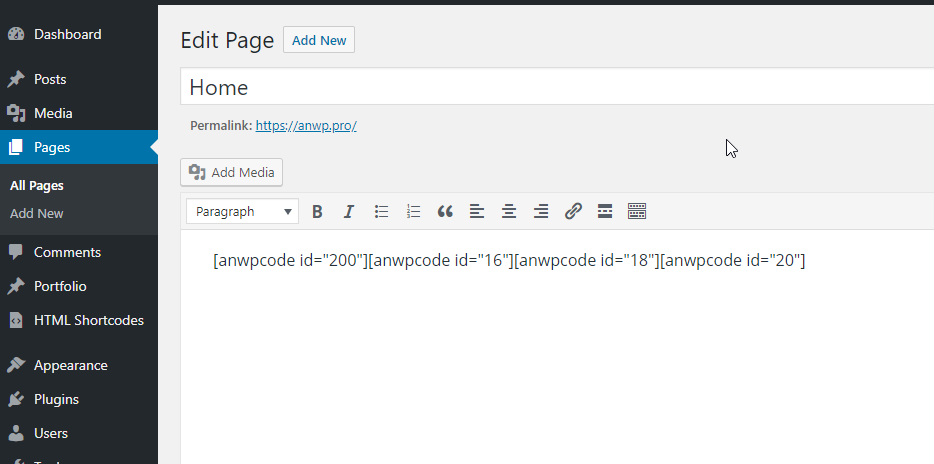 Dashboard
Posts
Media
Pages
All Pages
Add New
Comments
Portfolio
HTML Shortcodes
Appearance
Plugins
Users
Edit Page Add New
Home
Permalink: https://anwp.pro/
Add Media
Paragraph B I
[anwpcode id="200"][anwpcode id="16"][anwpcode id="18"][anwpcode id="20"]